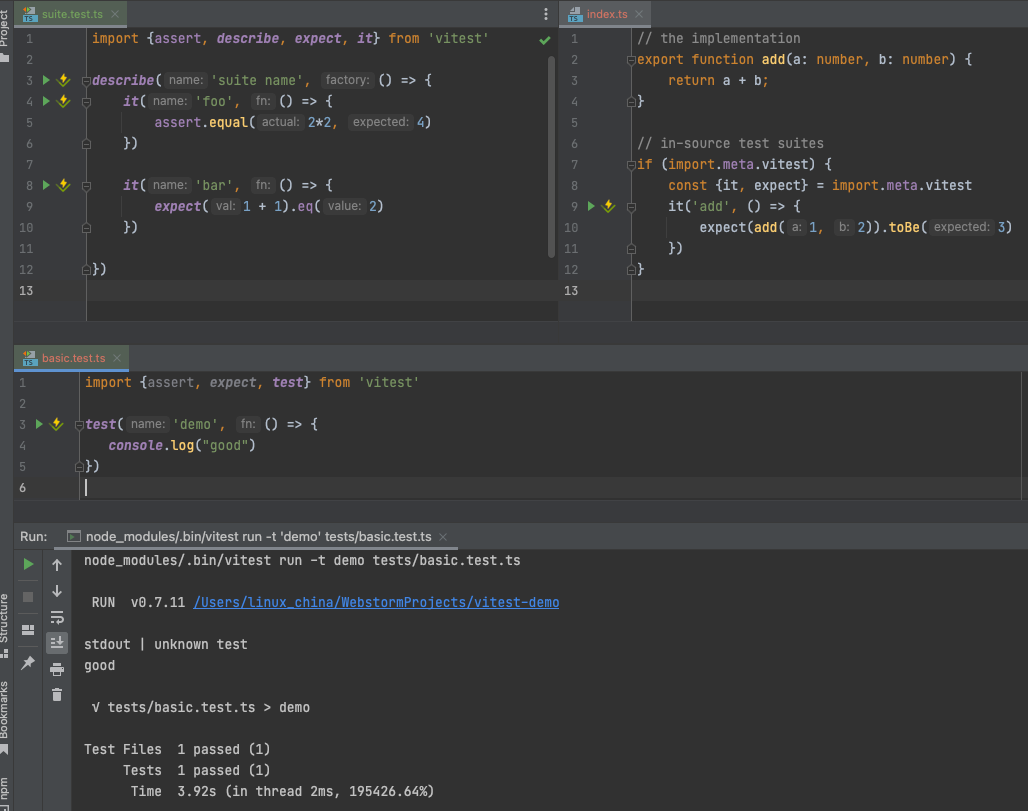 Project
suite.test.ts
1 import {assert, describe, expect, it} from 'vitest'
2
3 describe( name: 'suite name', factory: () => {
4 it( name: 'foo', fn: () => {
5 assert.equal( actual: 2*2, expected: 4)
6 })
7
8 it( name: 'bar', fn: () => {
9 expect( val: 1 + 1).eq( value: 2)
10 })
11
12 })
13
index.ts
1 // the implementation
2 export function add(a: number, b: number) {
3 return a + b;
4 }
5
6 // in-source test suites
7 if (import.meta.vitest) {
8 const {it, expect} = import.meta.vitest
9 it('add', () => {
10 expect(add( a: 1, b: 2)).toBe( expected: 3)
11 })
12 }
13
basic.test.ts
1 import {assert, expect, test} from 'vitest'
2
3 test( name: 'demo', fn: () => {
4 console.log("good")
5 })
6
Run: node_modules/.bin/vitest run -t 'demo' tests/basic.test.ts
node_modules/.bin/vitest run -t demo tests/basic.test.ts
RUN v0.7.11 /Users/linux_china/WebstormProjects/vitest-demo
stdout | unknown test
good
√ tests/basic.test.ts > demo
Test Files 1 passed (1)
Tests 1 passed (1)
Time 3.92s (in thread 2ms, 195426.64%)
Structure
Bookmarks
npm